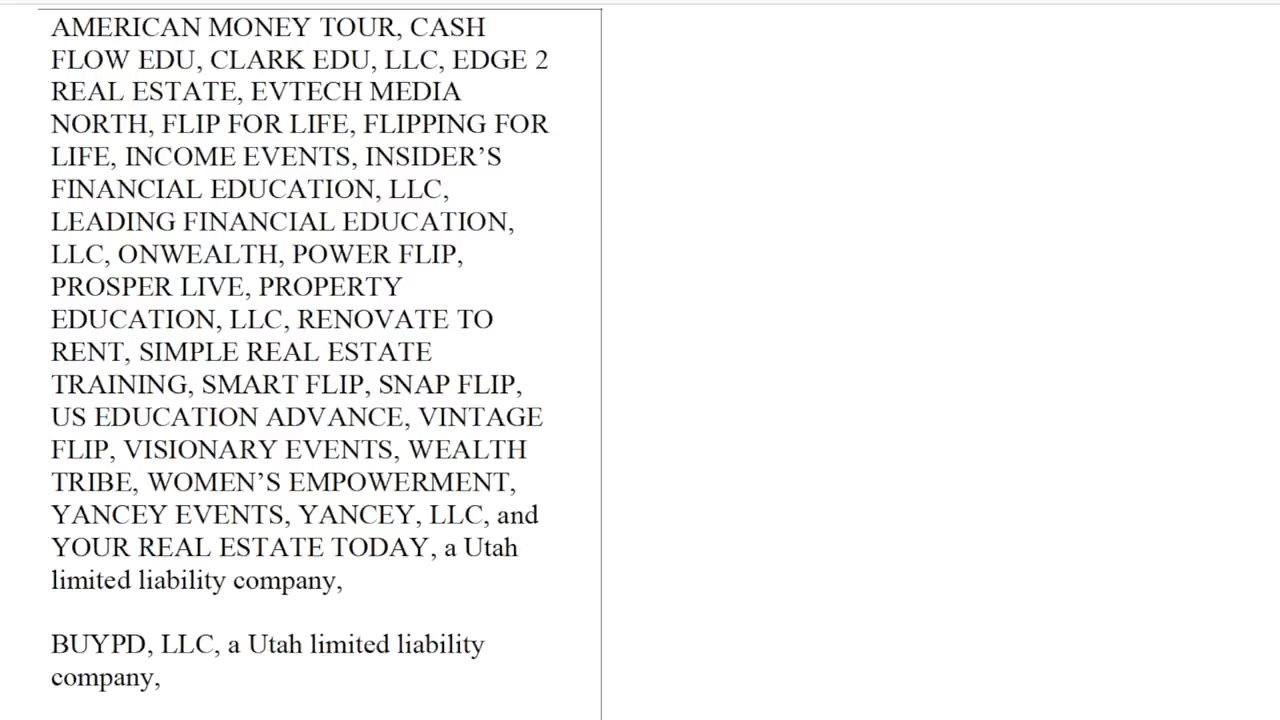 AMERICAN MONEY TOUR, CASH
FLOW EDU, CLARK EDU, LLC, EDGE 2
REAL ESTATE, EVTECH MEDIA
NORTH, FLIP FOR LIFE, FLIPPING FOR
LIFE, INCOME EVENTS, INSIDER’S
FINANCIAL EDUCATION, LLC,
LEADING FINANCIAL EDUCATION,
LLC, ONWEALTH, POWER FLIP,
PROSPER LIVE, PROPERTY
EDUCATION, LLC, RENOVATE TO
RENT, SIMPLE REAL ESTATE
TRAINING, SMART FLIP, SNAP FLIP,
US EDUCATION ADVANCE, VINTAGE
FLIP, VISIONARY EVENTS, WEALTH
TRIBE, WOMEN’S EMPOWERMENT,
YANCEY EVENTS, YANCEY, LLC, and
YOUR REAL ESTATE TODAY, a Utah
limited liability company,
BUYPD, LLC, a Utah limited liability
company,